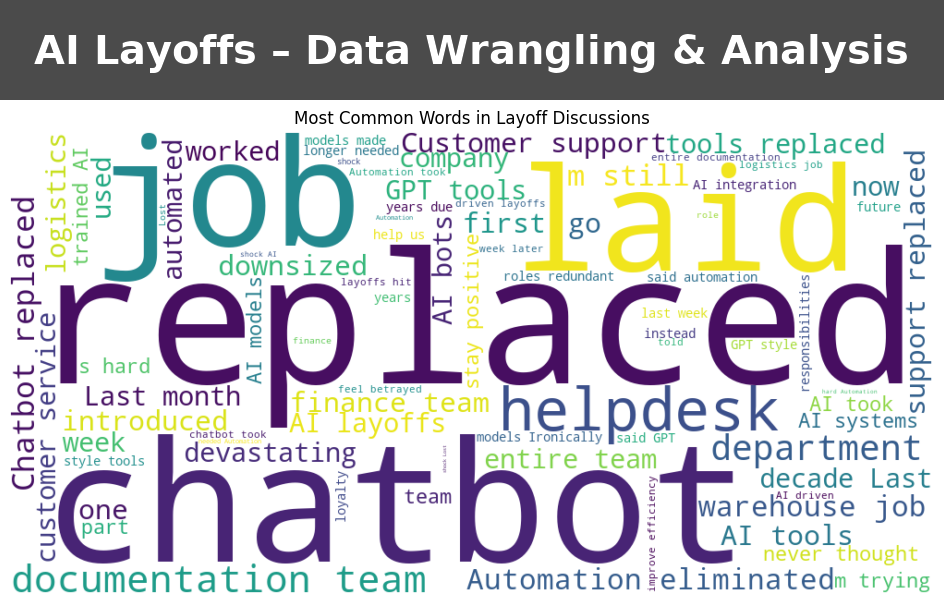 AI Layoffs – Data Wrangling & Analysis
Most Common Words in Layoff Discussions
job
laid
replaced
chatbot
helpdesk
logistics
trained AI
used
automated
Lost
worked
models made
longer needed
shock
Automation took
Customer support
company
GPT tools
years due
driven layoffs
Automation
help us
first
go
week later
tools replaced
entire documentation
logistics job
m still
AI integration
role
now
future
support replaced
Chatbot replaced
customer service
shock AI
downsized
layoffs hit
years
AI bots
stay positive
roles redundant
said automation
last week
instead
told
GPT style
responsibilities
finance
AI models
s hard
Last month
introduced
week
style tools
feel betrayed
finance team
AI layoffs
chatbot took
devastating
models Ironically
said GPT
entire team
hard Automation
AI took
AI systems
department
decade Last
AI driven
warehouse job
AI tools
never thought
one
part
loyalty
team
improve efficiency
documentation team
Automation eliminated
m trying